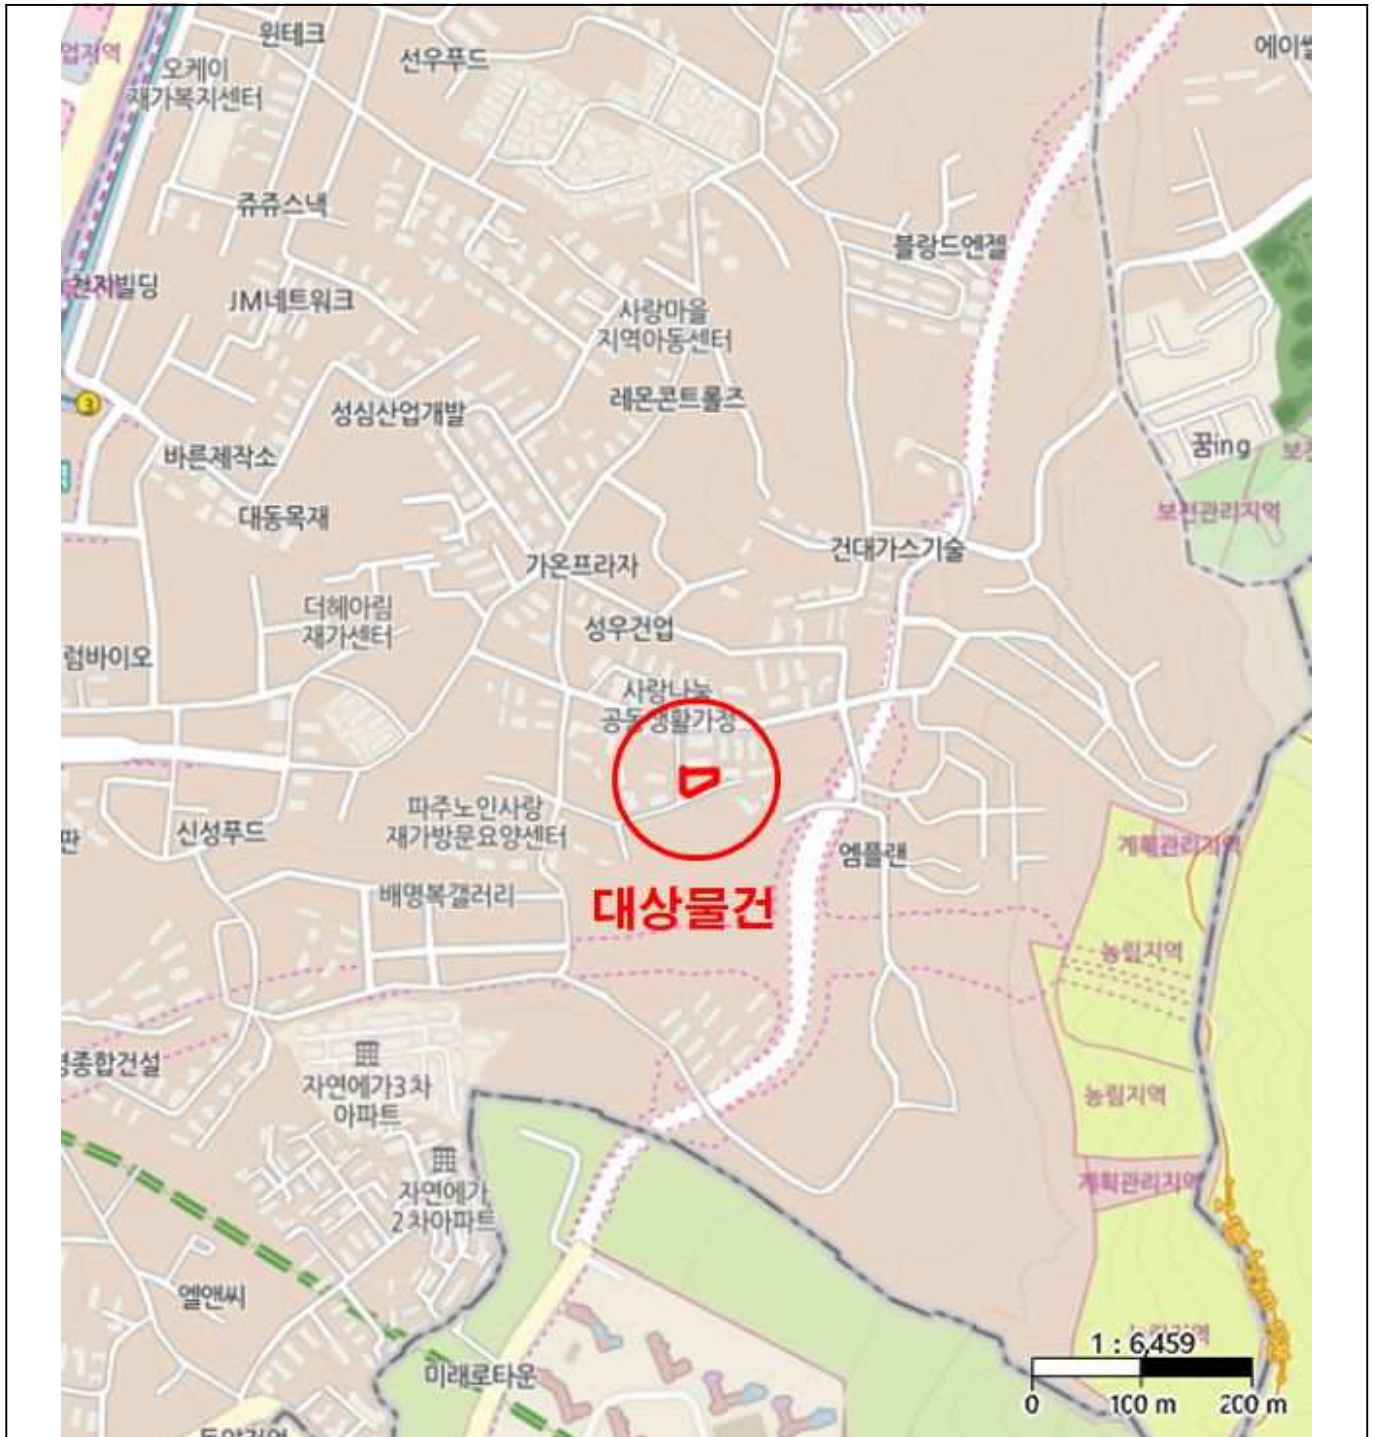 윈테크
업지역
오케이
재가복지센터
선우푸드
쥬쥬스낵
블랑드엔젤
천지빌딩
JM네트워크
사랑마을
지역아동센터
레몬콘트롤즈
3
성심산업개발
바른제작소
꿈ing
대동목재
보전관리지역
건대가스기술
가온프라자
더헤아림
재가센터
성우건업
럼바이오
사랑나눔
공동생활가정
파주노인사랑
재가방문요양센터
신성푸드
판
엠플랜
계획관리지역
배명복갤러리
대상물건
농림지역
종합건설
자연에가3차
아파트
농림지역
자연에가
2차아파트
계획관리지역
엘앤씨
1 : 6,459
미래로타운
0 100 m 200 m